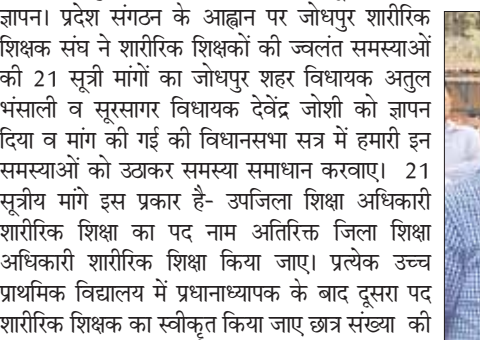 ज्ञापन। प्रदेश संगठन के आह्वान पर जोधपुर शारीरिक
शिक्षक संघ ने शारीरिक शिक्षकों की ज्वलंत समस्याओं
की 21 सूत्री मांगों का जोधपुर शहर विधायक अतुल
भंसाली व सूरसागर विधायक देवेंद्र जोशी को ज्ञापन
दिया व मांग की गई की विधानसभा सत्र में हमारी इन
समस्याओं को उठाकर समस्या समाधान करवाए। 21
सूत्रीय मांगे इस प्रकार है- उपजिला शिक्षा अधिकारी
शारीरिक शिक्षा का पद नाम अतिरिक्त जिला शिक्षा
अधिकारी शारीरिक शिक्षा किया जाए। प्रत्येक उच्च
प्राथमिक विद्यालय में प्रधानाध्यापक के बाद दूसरा पद
शारीरिक शिक्षक का स्वीकृत किया जाए छात्र संख्या की